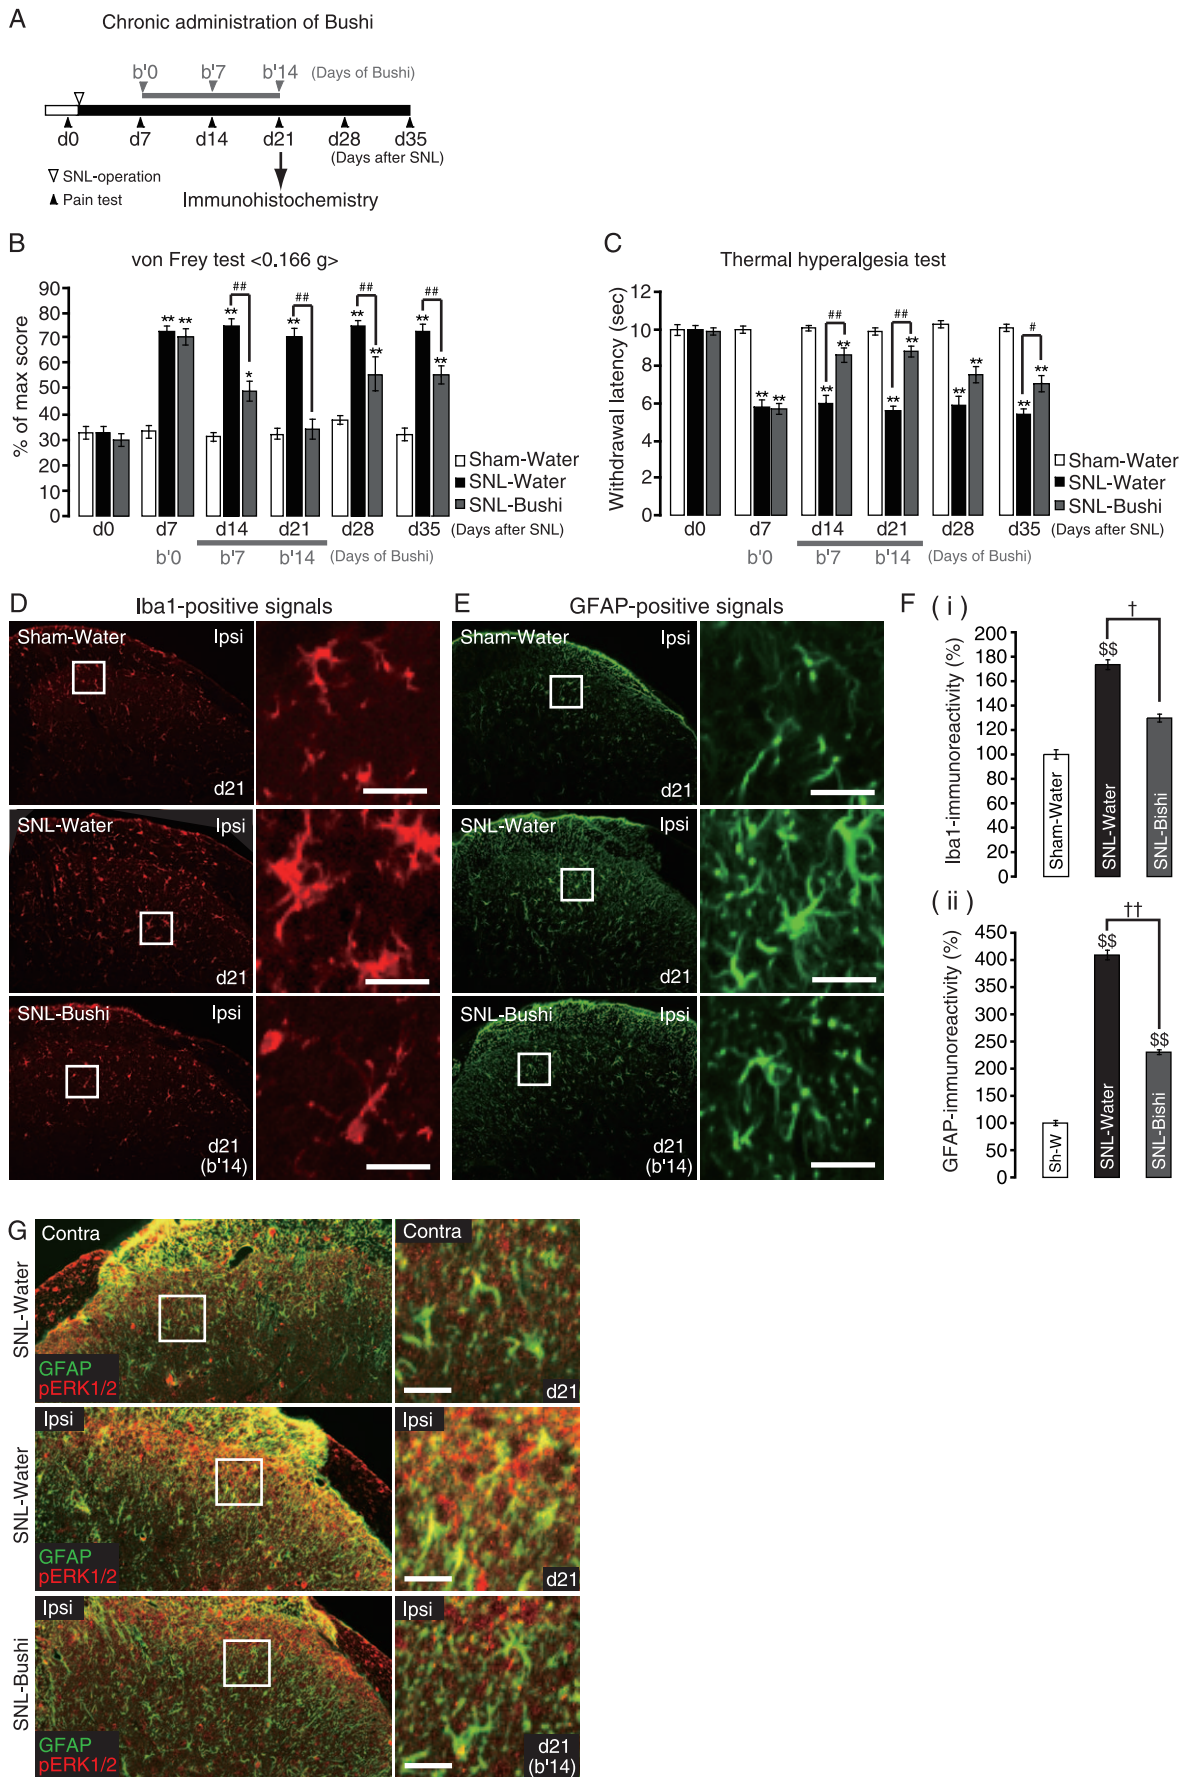 A
Chronic administration of Bushi
b'0 b'7 b'14 (Days of Bushi)
d0 d7 d14 d21 d28 d35
(Days after SNL)
▽ SNL-operation
▲ Pain test
Immunohistochemistry
B
von Frey test <0.166 g>
% of max score
90
80
70
60
50
40
30
20
10
0
** ** ** * ## ** ## ** ** ## ** ** ##
Sham-Water
SNL-Water
SNL-Bushi
d0 d7 d14 d21 d28 d35 (Days after SNL)
b'0 b'7 b'14 (Days of Bushi)
C
Thermal hyperalgesia test
Withdrawal latency (sec)
12
10
8
6
4
2
0
** ** ** ** ## ** ** ## ** ** ** ** #
Sham-Water
SNL-Water
SNL-Bushi
d0 d7 d14 d21 d28 d35 (Days after SNL)
b'0 b'7 b'14 (Days of Bushi)
D
Iba1-positive signals
Sham-Water Ipsi
d21
SNL-Water Ipsi
d21
SNL-Bushi Ipsi
d21
(b'14)
E
GFAP-positive signals
Sham-Water Ipsi
d21
SNL-Water Ipsi
d21
SNL-Bushi Ipsi
d21
(b'14)
F
( i )
Iba1-immunoreactivity (%)
200
180
160
140
120
100
80
60
40
20
0
†
$$
Sham-Water
SNL-Water
SNL-Bishi
( ii )
GFAP-immunoreactivity (%)
450
400
350
300
250
200
150
100
50
0
††
$$
$$
Sh-W
SNL-Water
SNL-Bishi
G
SNL-Water
Contra
GFAP
pERK1/2
Contra
d21
SNL-Water
Ipsi
GFAP
pERK1/2
Ipsi
d21
SNL-Bushi
Ipsi
GFAP
pERK1/2
Ipsi
d21
(b'14)